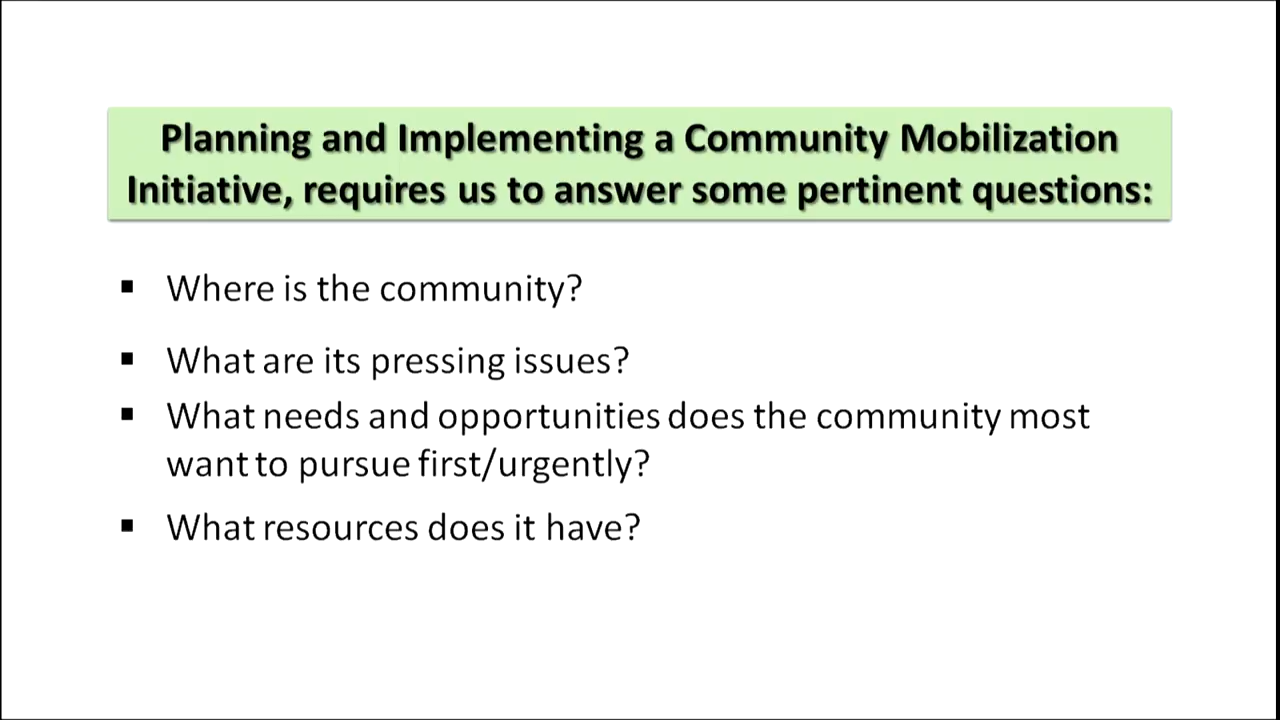 Planning and Implementing a Community Mobilization
Initiative, requires us to answer some pertinent questions:
▪ Where is the community?
▪ What are its pressing issues?
▪ What needs and opportunities does the community most
want to pursue first/urgently?
▪ What resources does it have?